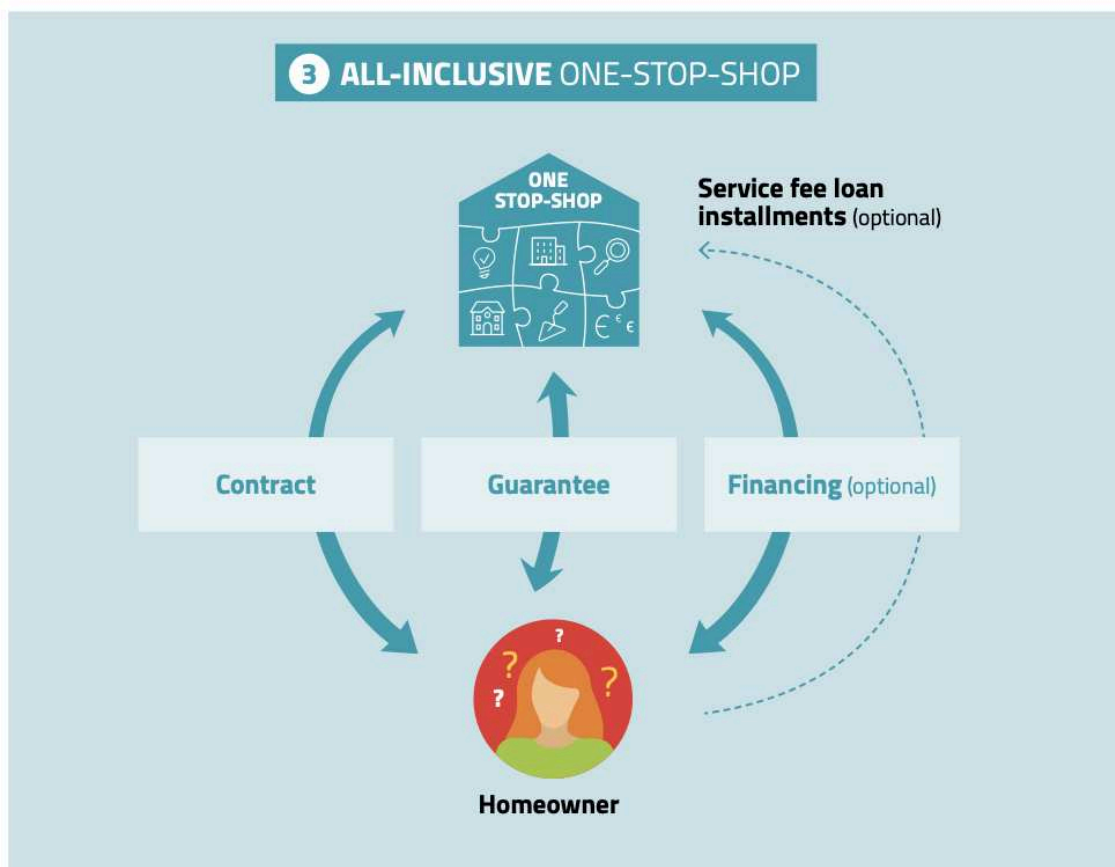 3 ALL-INCLUSIVE ONE-STOP-SHOP
ONE
STOP-SHOP
Service fee loan
installments (optional)
€ € €
Contract
Guarantee
Financing (optional)
? ? ? ?
Homeowner